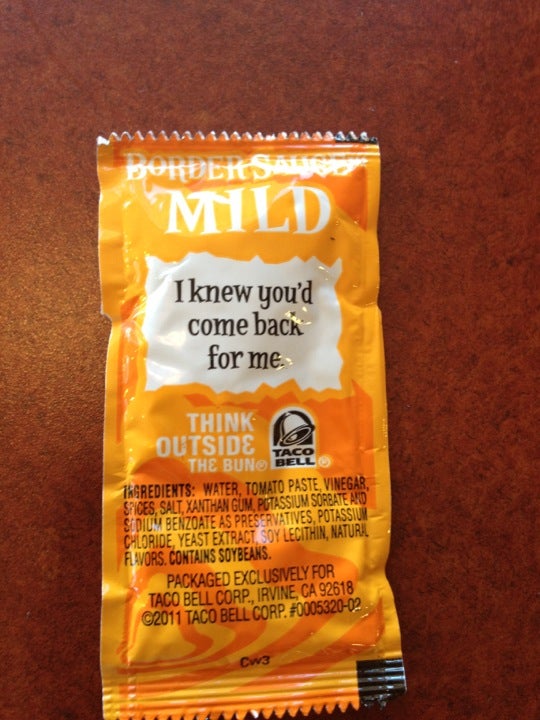 BORDER SAUCE®
MILD
I knew you'd
come back
for me.
THINK
OUTSIDE
THE BUN®
TACO
BELL®
INGREDIENTS: WATER, TOMATO PASTE, VINEGAR,
SPICES, SALT, XANTHAN GUM, POTASSIUM SORBATE AND
SODIUM BENZOATE AS PRESERVATIVES, POTASSIUM
CHLORIDE, YEAST EXTRACT, SOY LECITHIN, NATURAL
FLAVORS. CONTAINS SOYBEANS.
PACKAGED EXCLUSIVELY FOR
TACO BELL CORP., IRVINE, CA 92618
©2011 TACO BELL CORP. #0005320-02
CW3